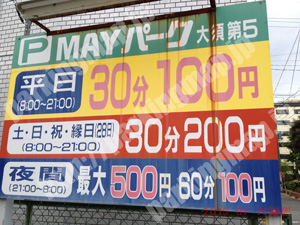 P MAYパーク 大須第5
平日 30分100円
(8:00~21:00)
土・日・祝・縁日(28日) 30分200円
(8:00~21:00)
夜間 最大500円 60分100円
(21:00~8:00)